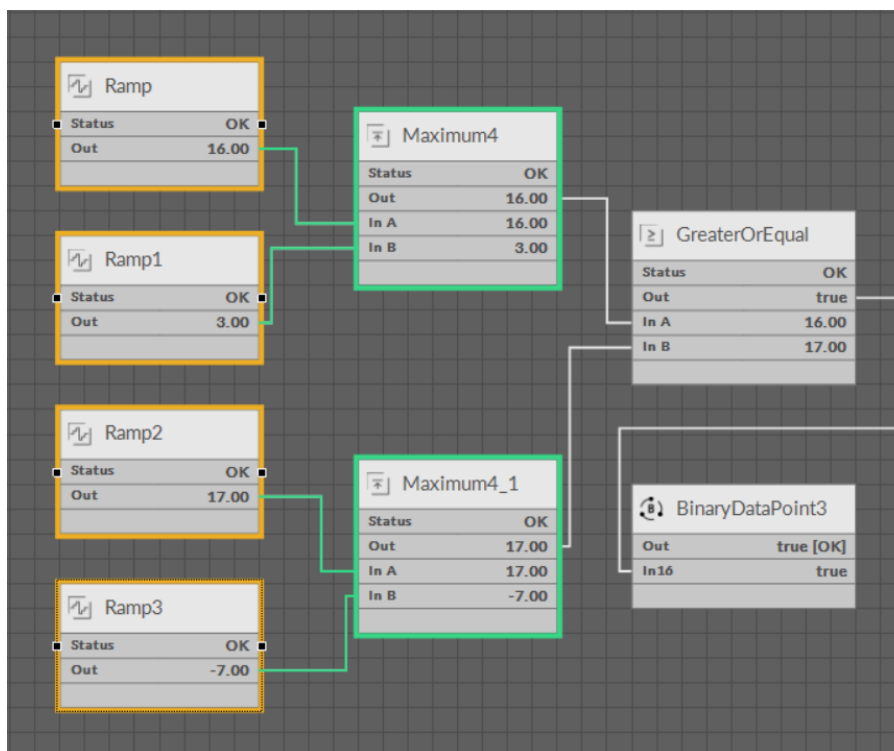 Ramp
Status OK
Out 16.00
Ramp1
Status OK
Out 3.00
Ramp2
Status OK
Out 17.00
Ramp3
Status OK
Out -7.00
Maximum4
Status OK
Out 16.00
In A 16.00
In B 3.00
Maximum4_1
Status OK
Out 17.00
In A 17.00
In B -7.00
GreaterOrEqual
Status OK
Out true
In A 16.00
In B 17.00
BinaryDataPoint3
Out true [OK]
In16 true